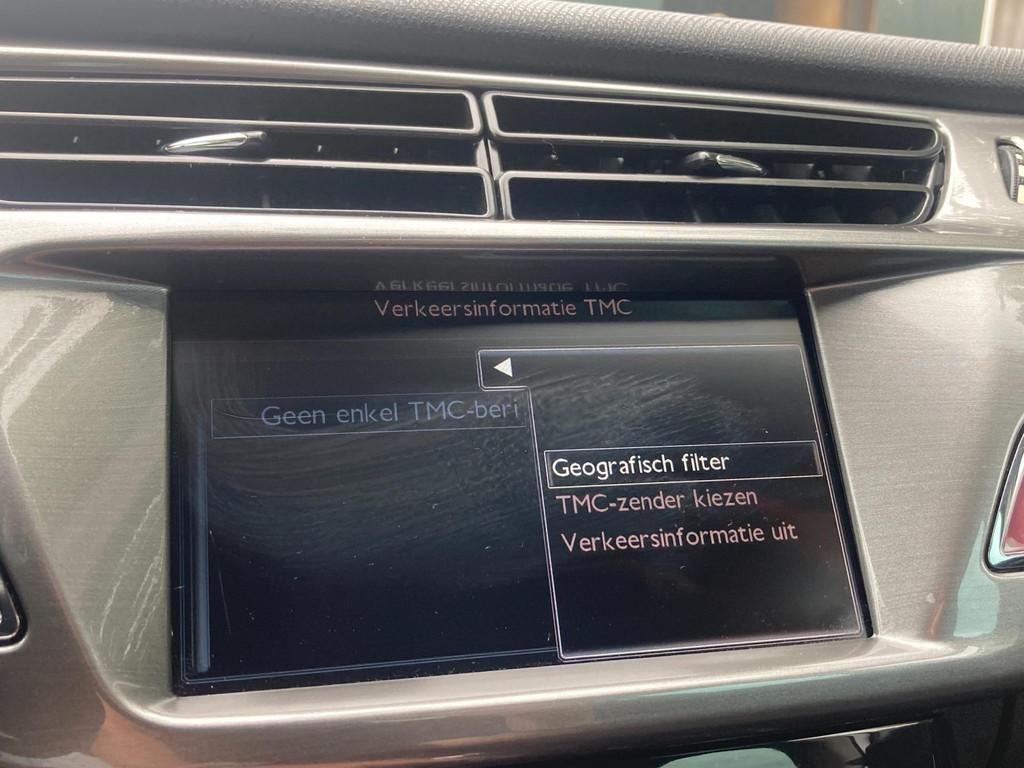 Verkeersinformatie TMC
Geen enkel TMC-beri
Geografisch filter
TMC-zender kiezen
Verkeersinformatie uit